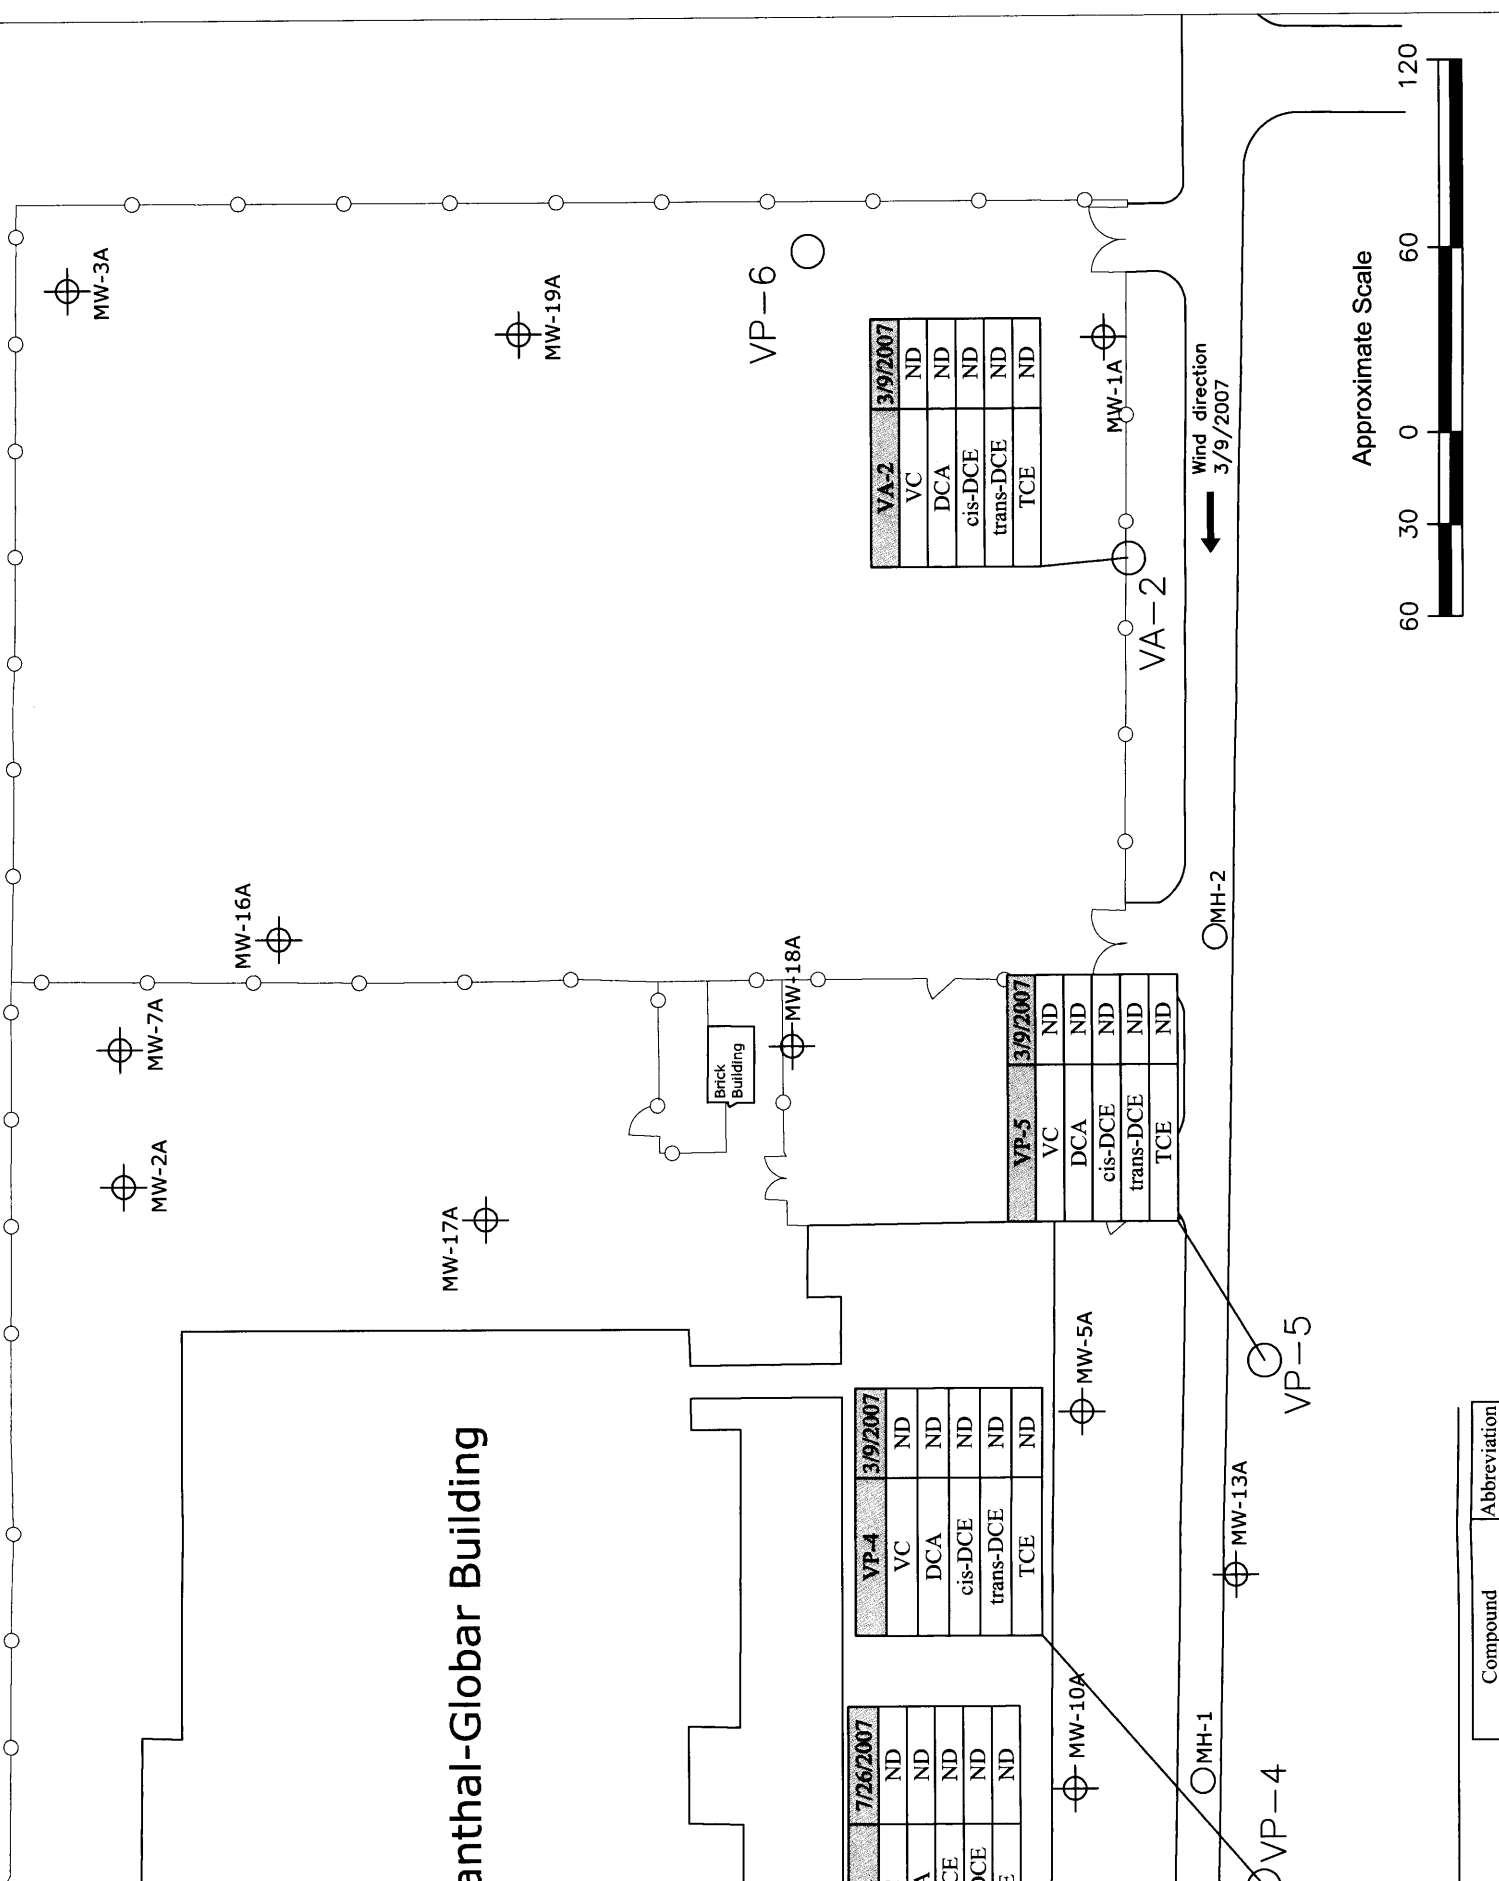 MW-3A
MW-19A
VP-6
VA-2 3/9/2007
VC ND
DCA ND
cis-DCE ND
trans-DCE ND
TCE ND
MW-1A
Wind direction
3/9/2007
VA-2
Approximate Scale
60 30 0 60 120
MW-16A
MW-7A
MW-2A
MW-17A
MW-18A
Brick
Building
MH-2
VP-5 3/9/2007
VC ND
DCA ND
cis-DCE ND
trans-DCE ND
TCE ND
VP-5
MW-5A
anthal-Globar Building
VP-4 3/9/2007
VC ND
DCA ND
cis-DCE ND
trans-DCE ND
TCE ND
MW-13A
MW-10A
MH-1
VP-4
7/26/2007
ND
A ND
CE ND
DCE ND
E ND
Compound Abbreviation